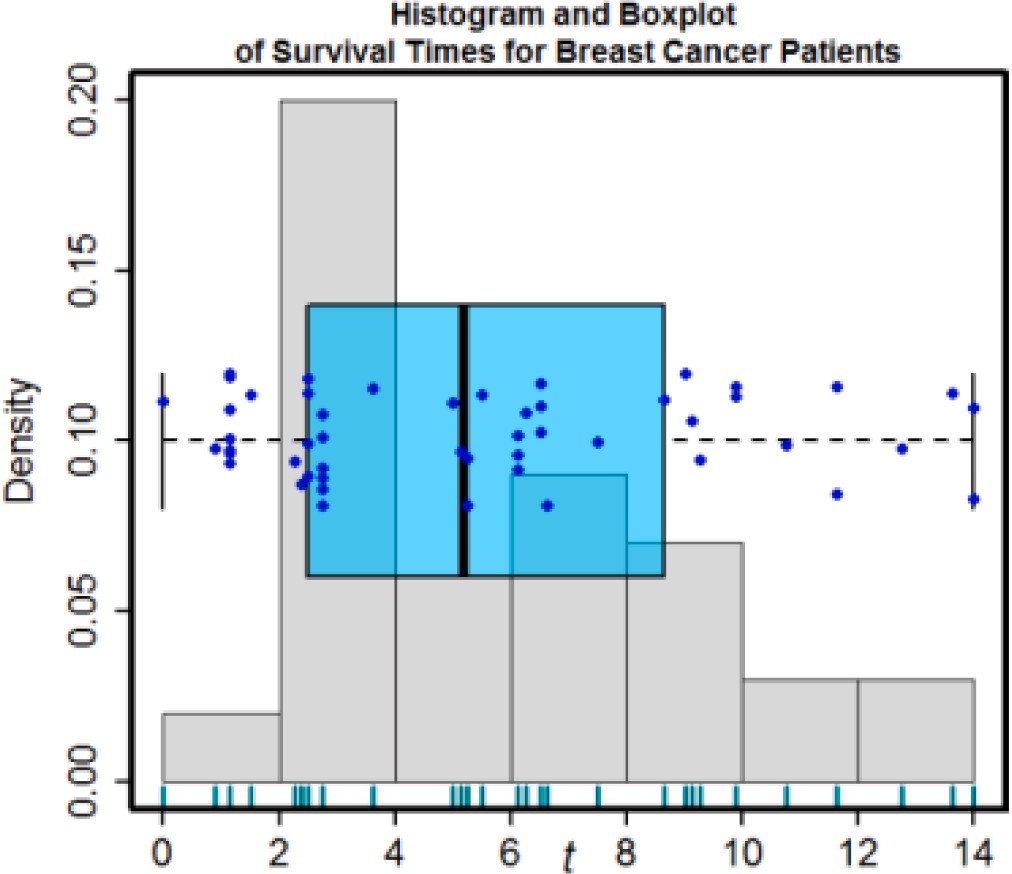 Histogram and Boxplot
of Survival Times for Breast Cancer Patients
Density
0.20
0.15
0.10
0.05
0.00
0 2 4 6 t 8 10 12 14